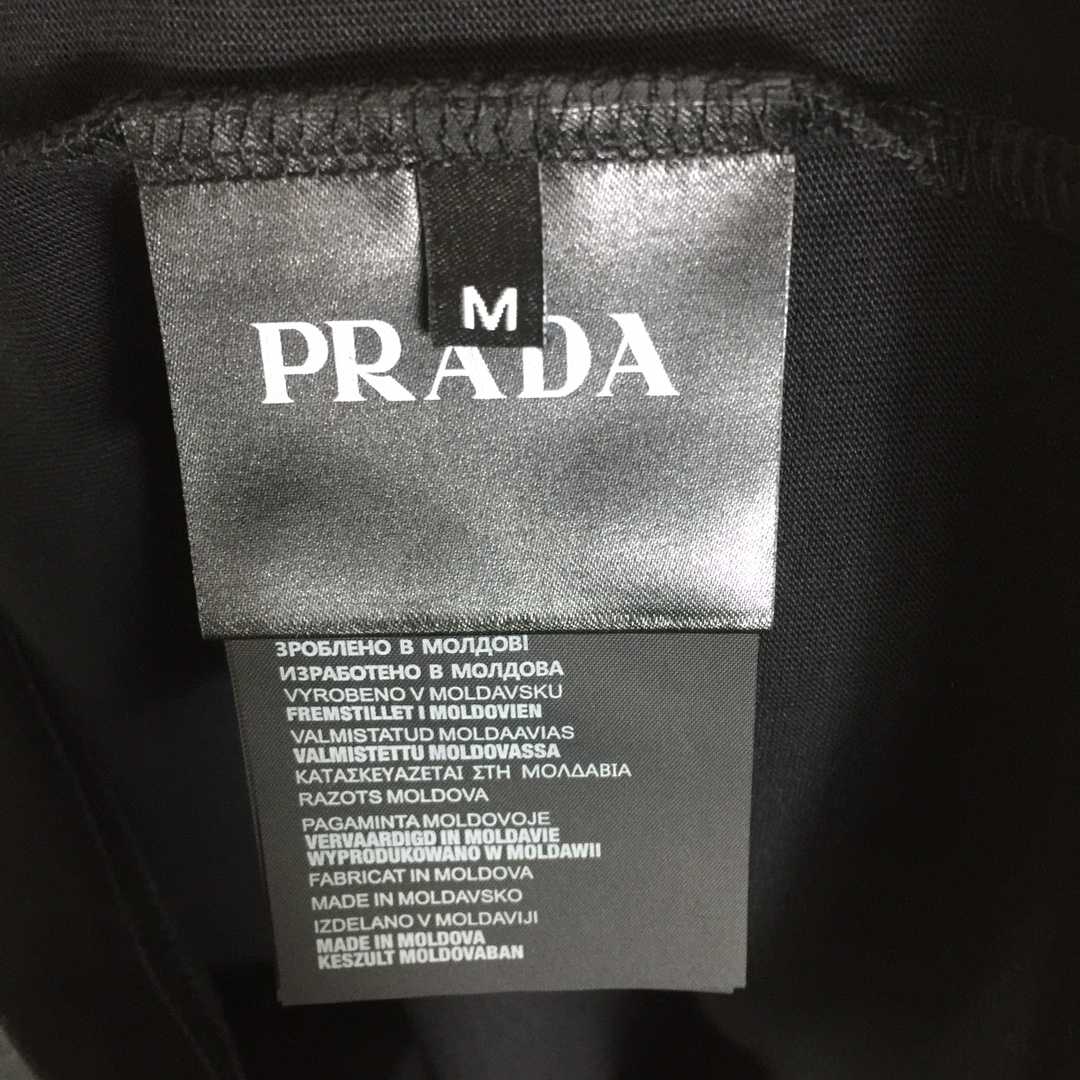 M
PRADA
ЗРОБЛЕНО В МОЛДОВІ
ИЗРАБОТЕНО В МОЛДОВА
VYROBENO V MOLDAVSKU
FREMSTILLET I MOLDOVIEN
VALMISTATUD MOLDAAVIAS
VALMISTETTU MOLDOVASSA
ΚΑΤΑΣΚΕΥΑΖΕΤΑΙ ΣΤΗ ΜΟΛΔΑΒΙΑ
RAZOTS MOLDOVA
PAGAMINTA MOLDOVOJE
VERVAARDIGD IN MOLDAVIE
WYPRODUKOWANO W MOLDAWII
FABRICAT IN MOLDOVA
MADE IN MOLDAVSKO
IZDELANO V MOLDAVIJI
MADE IN MOLDOVA
KESZULT MOLDOVABAN